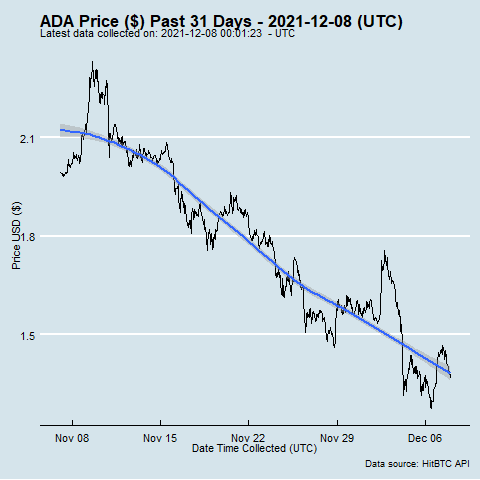 ADA Price ($) Past 31 Days - 2021-12-08 (UTC)
Latest data collected on: 2021-12-08 00:01:23 - UTC
2.1
1.8
1.5
Price USD ($)
Nov 08 Nov 15 Nov 22 Nov 29 Dec 06
Date Time Collected (UTC)
Data source: HitBTC API